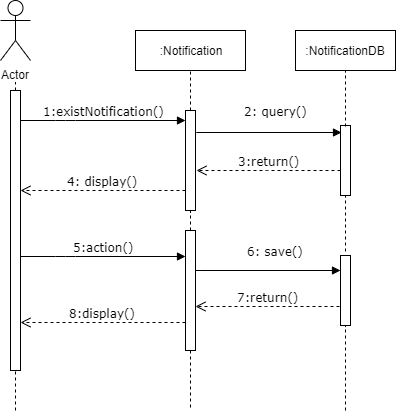 :Notification
:NotificationDB
Actor
1:existNotification()
2: query()
3:return()
4: display()
5:action()
6: save()
7:return()
8:display()